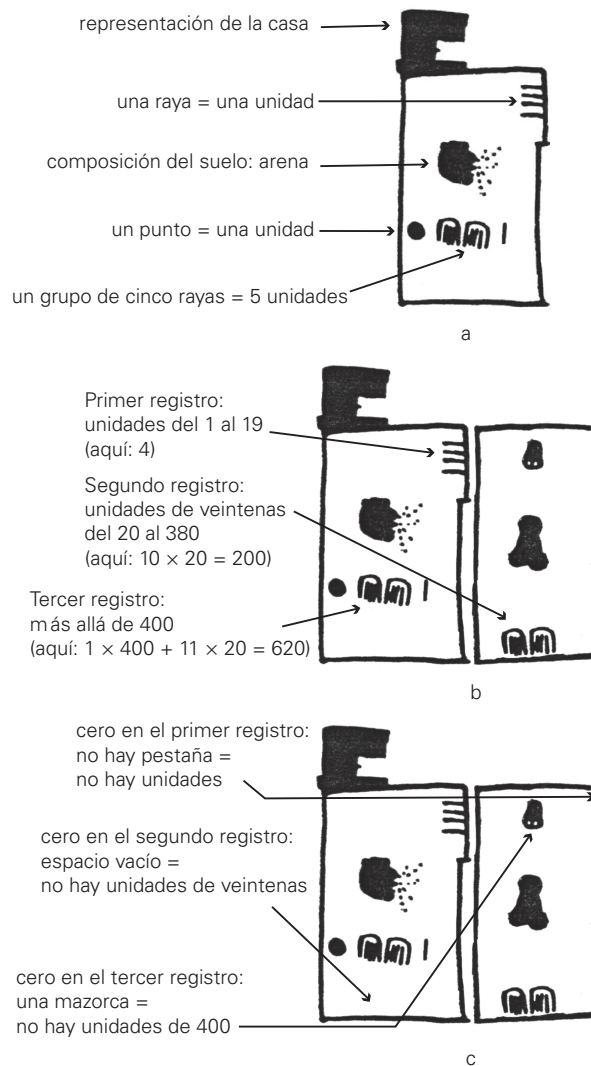 representación de la casa
una raya = una unidad
composición del suelo: arena
un punto = una unidad
un grupo de cinco rayas = 5 unidades
a
Primer registro:
unidades del 1 al 19
(aquí: 4)
Segundo registro:
unidades de veintenas
del 20 al 380
(aquí: 10 × 20 = 200)
Tercer registro:
más allá de 400
(aquí: 1 × 400 + 11 × 20 = 620)
b
cero en el primer registro:
no hay pestaña =
no hay unidades
cero en el segundo registro:
espacio vacío =
no hay unidades de veintenas
cero en el tercer registro:
una mazorca =
no hay unidades de 400
c